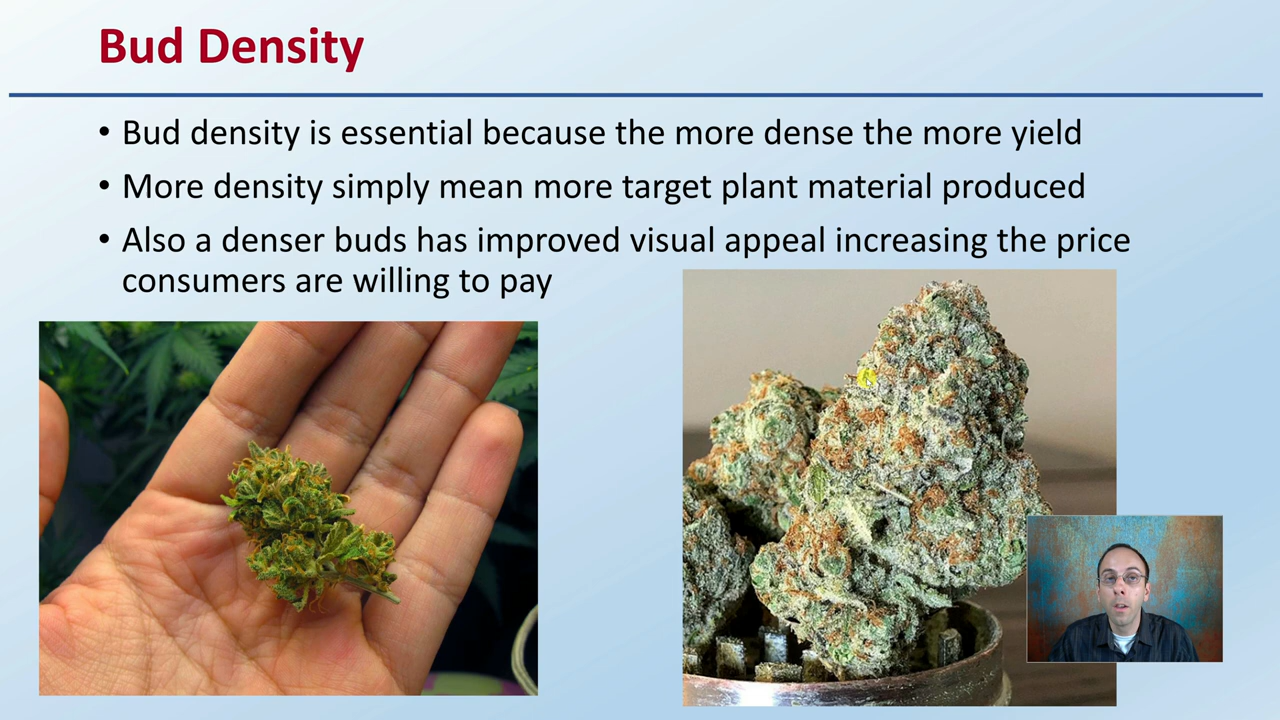 Bud Density
• Bud density is essential because the more dense the more yield
• More density simply mean more target plant material produced
• Also a denser buds has improved visual appeal increasing the price
consumers are willing to pay